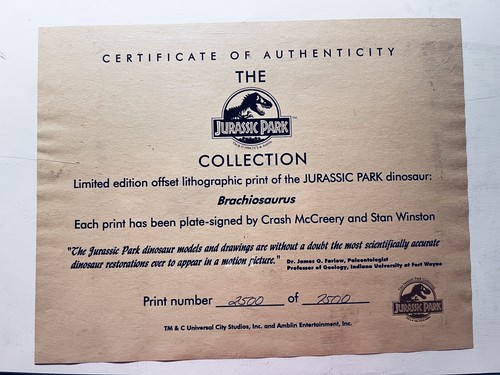 CERTIFICATE OF AUTHENTICITY
THE
JURASSIC PARK
COLLECTION
Limited edition offset lithographic print of the JURASSIC PARK dinosaur:
Brachiosaurus
Each print has been plate-signed by Crash McCreery and Stan Winston
"The Jurassic Park dinosaur models and drawings are without a doubt the most scientifically accurate
dinosaur restorations ever to appear in a motion picture."
Dr. James O. Farlow, Paleontologist
Professor of Geology, Indiana University at Fort Wayne
Print number 2500 of 7500
JURASSIC PARK
TM & C Universal City Studios, Inc. and Amblin Entertainment, Inc.